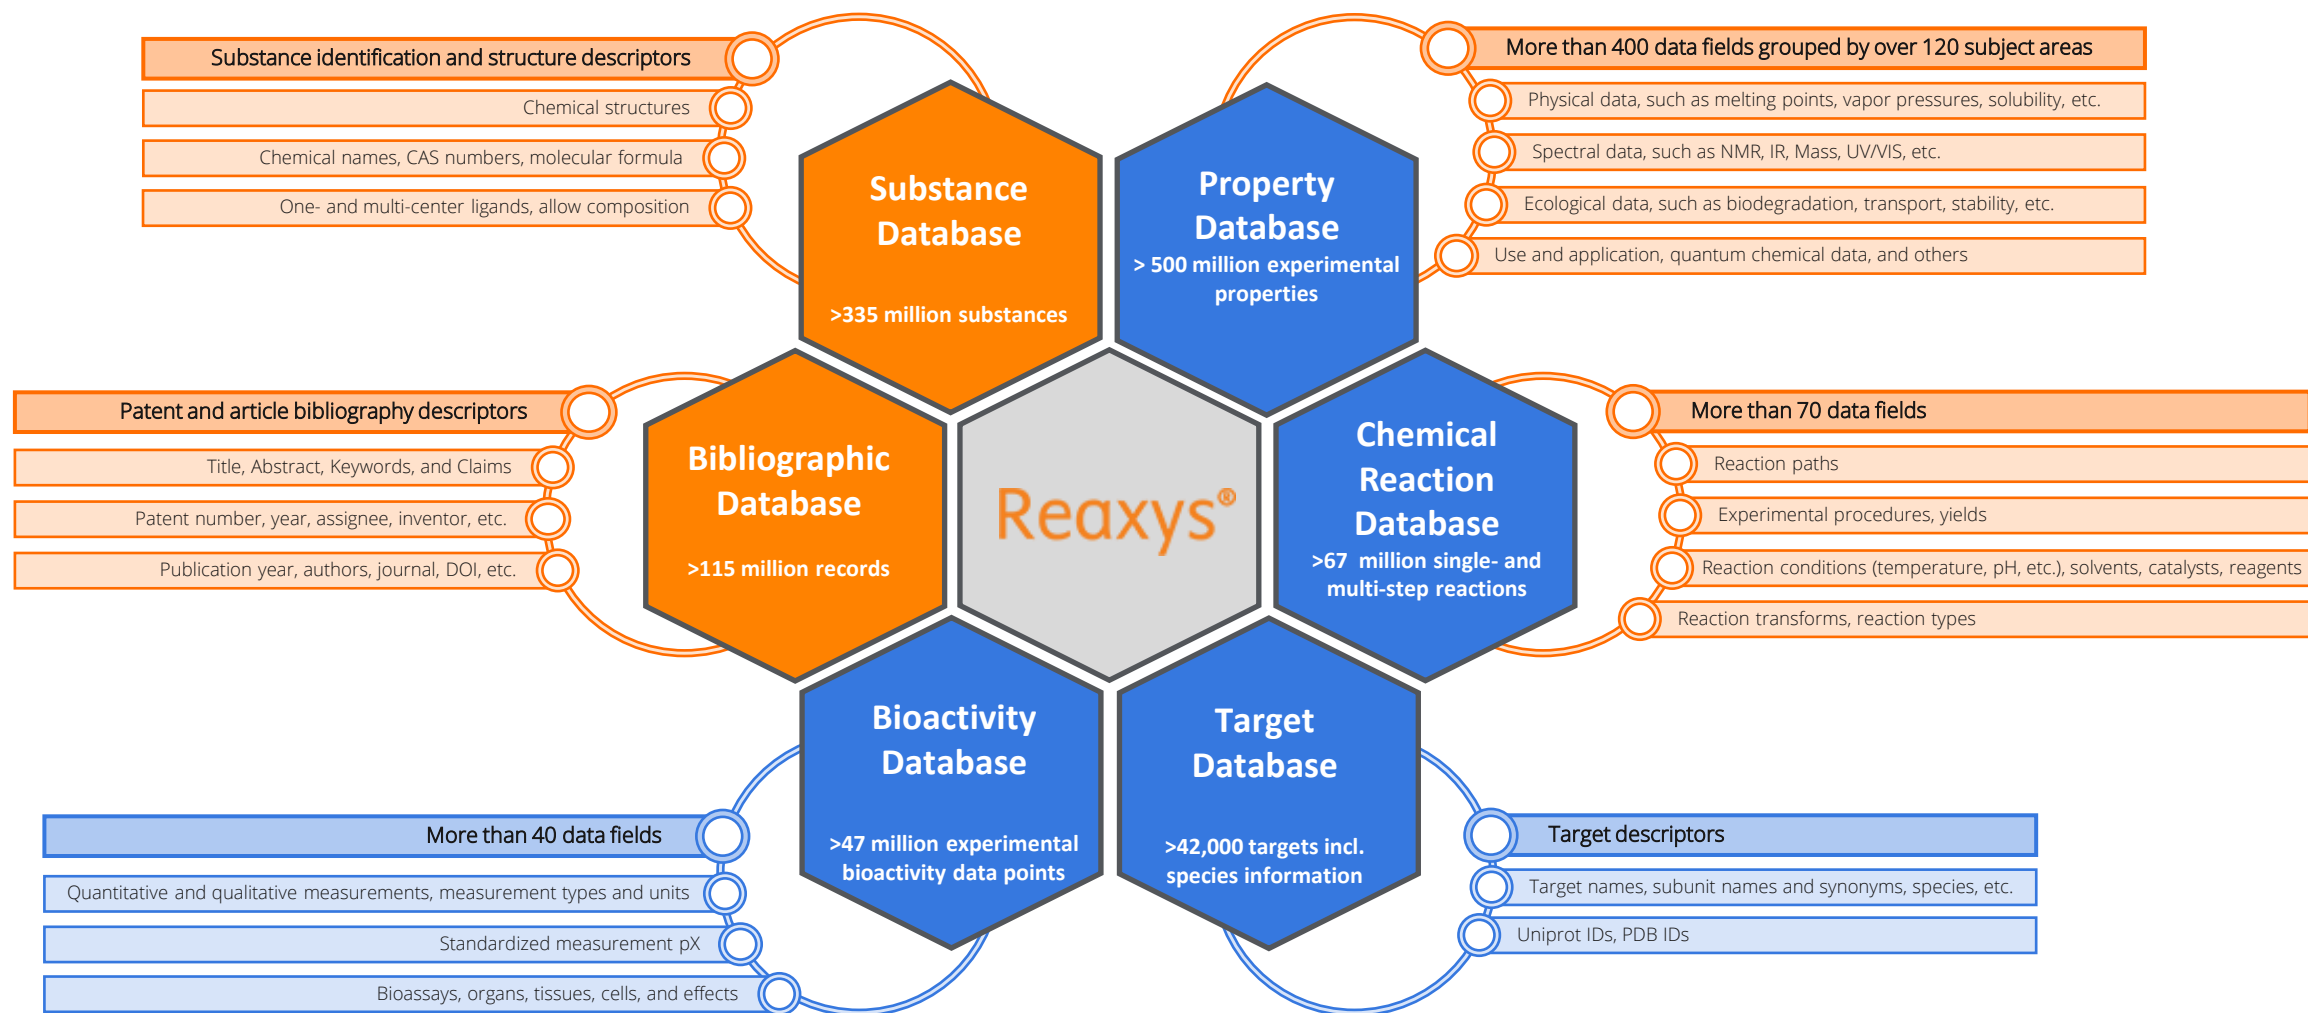 Substance identification and structure descriptors
Chemical structures
Chemical names, CAS numbers, molecular formula
One- and multi-center ligands, allow composition
Substance
Database
>335 million substances
More than 400 data fields grouped by over 120 subject areas
Physical data, such as melting points, vapor pressures, solubility, etc.
Spectral data, such as NMR, IR, Mass, UV/VIS, etc.
Ecological data, such as biodegradation, transport, stability, etc.
Use and application, quantum chemical data, and others
Property
Database
> 500 million experimental
properties
Patent and article bibliography descriptors
Title, Abstract, Keywords, and Claims
Patent number, year, assignee, inventor, etc.
Publication year, authors, journal, DOI, etc.
Bibliographic
Database
>115 million records
Reaxys®
Chemical
Reaction
Database
>67  million single- and
multi-step reactions
More than 70 data fields
Reaction paths
Experimental procedures, yields
Reaction conditions (temperature, pH, etc.), solvents, catalysts, reagents
Reaction transforms, reaction types
Bioactivity
Database
>47 million experimental
bioactivity data points
More than 40 data fields
Quantitative and qualitative measurements, measurement types and units
Standardized measurement pX
Bioassays, organs, tissues, cells, and effects
Target
Database
>42,000 targets incl.
species information
Target descriptors
Target names, subunit names and synonyms, species, etc.
Uniprot IDs, PDB IDs